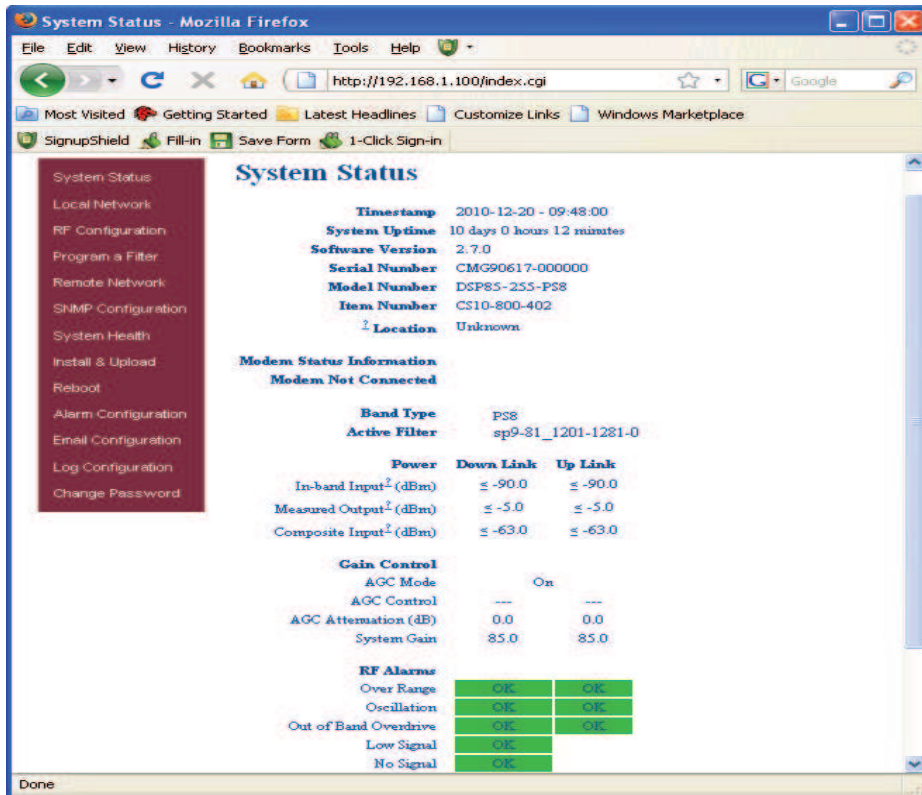 System Status - Mozilla Firefox
File Edit View History Bookmarks Tools Help
http://192.168.1.100/index.cgi
G Google
Most Visited Getting Started Latest Headlines Customize Links Windows Marketplace
SignupShield Fill-in Save Form 1-Click Sign-in
System Status
Local Network
RF Configuration
Program a Filter
Remote Network
SNMP Configuration
System Health
Install & Upload
Reboot
Alarm Configuration
Email Configuration
Log Configuration
Change Password
System Status
Timestamp 2010-12-20 - 09:48:00
System Uptime 10 days 0 hours 12 minutes
Software Version 2.7.0
Serial Number CMG90617-000000
Model Number DSP85-255-PS8
Item Number CS10-800-402
? Location Unknown
Modem Status Information
Modem Not Connected
Band Type PS8
Active Filter sp9-81_1201-1281-0
Power Down Link Up Link
In-band Input? (dBm) ≤ -90.0 ≤ -90.0
Measured Output? (dBm) ≤ -5.0 ≤ -5.0
Composite Input? (dBm) ≤ -63.0 ≤ -63.0
Gain Control
AGC Mode On
AGC Control --- ---
AGC Attenuation (dB) 0.0 0.0
System Gain 85.0 85.0
RF Alarms
Over Range OK OK
Oscillation OK OK
Out of Band Overdrive OK OK
Low Signal OK
No Signal OK
Done